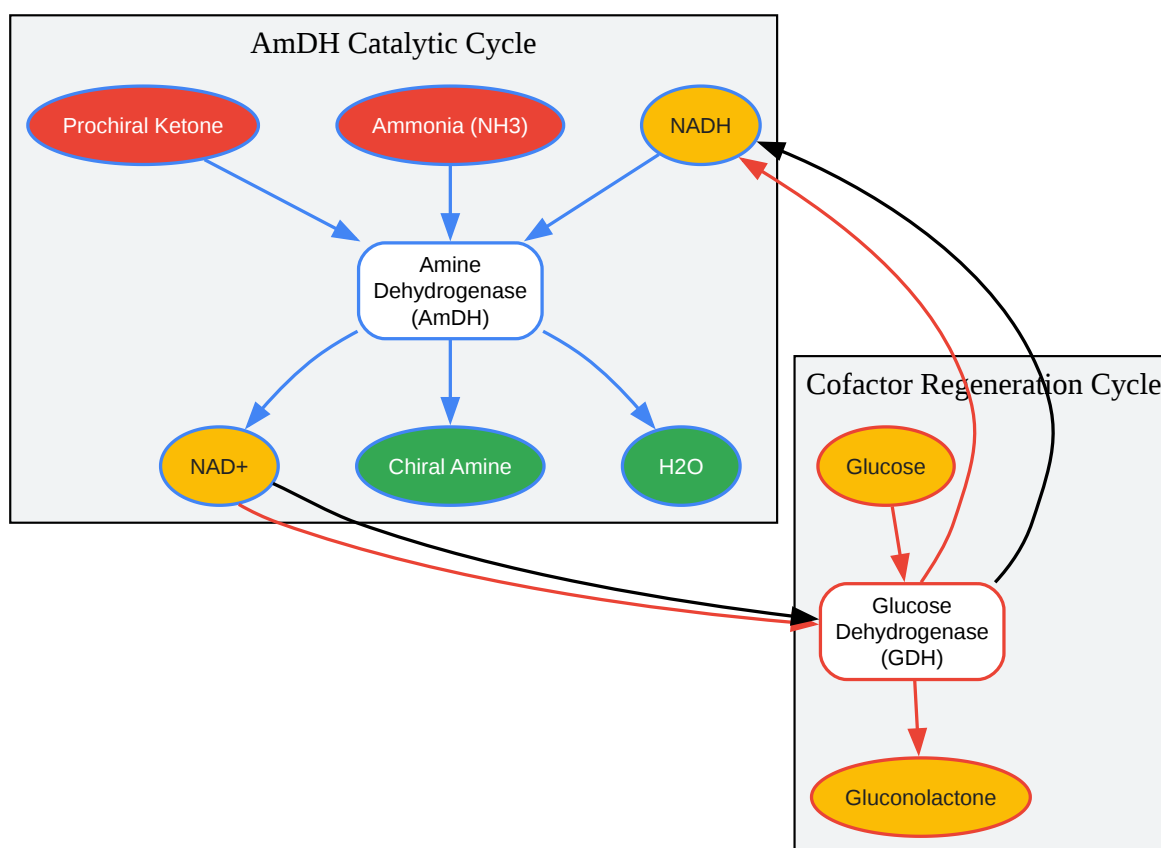 AmDH Catalytic Cycle
Prochiral Ketone
Ammonia (NH3)
NADH
Amine
Dehydrogenase
(AmDH)
NAD+
Chiral Amine
H2O
Cofactor Regeneration Cycle
Glucose
Glucose
Dehydrogenase
(GDH)
Gluconolactone